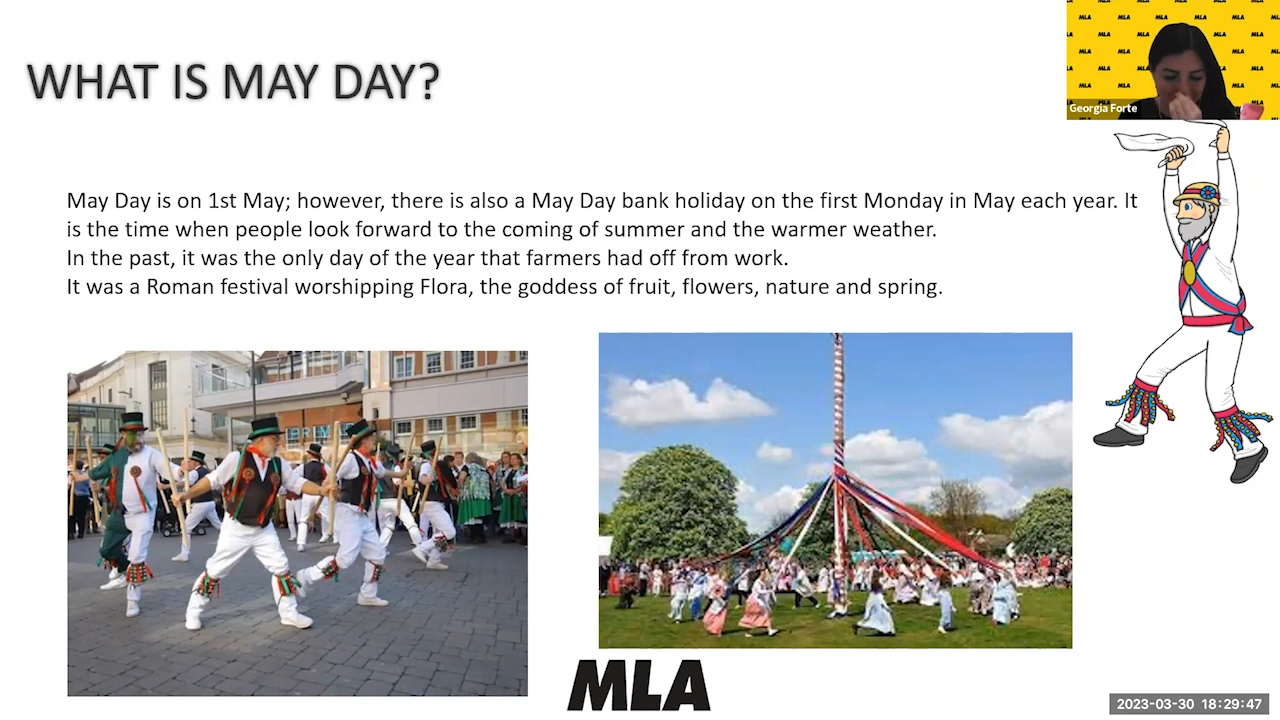 WHAT IS MAY DAY?
Georgia Forte
May Day is on 1st May; however, there is also a May Day bank holiday on the first Monday in May each year. It
is the time when people look forward to the coming of summer and the warmer weather.
In the past, it was the only day of the year that farmers had off from work.
It was a Roman festival worshipping Flora, the goddess of fruit, flowers, nature and spring.
MLA
2023-03-30 18:29:47